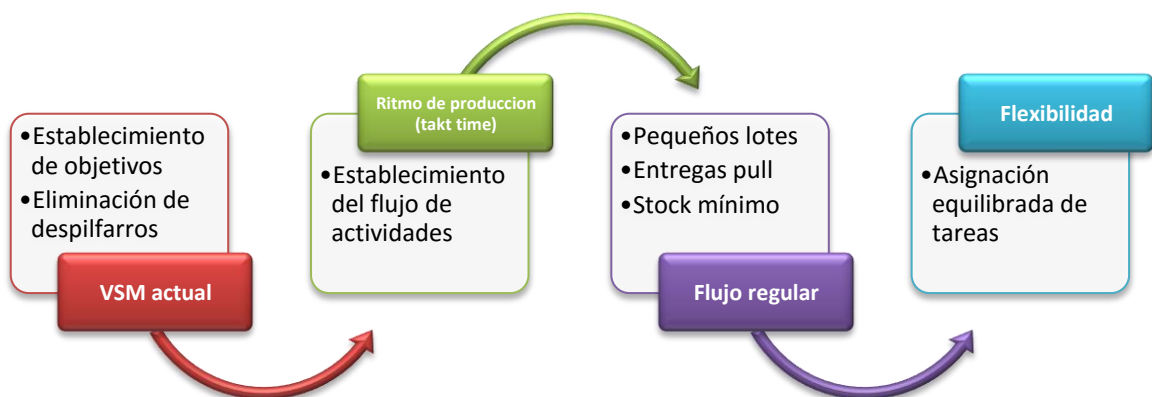 •Establecimiento
de objetivos
•Eliminación de
despilfarros
VSM actual
Ritmo de produccion
(takt time)
•Establecimiento
del flujo de
actividades
•Pequeños lotes
•Entregas pull
•Stock mínimo
Flujo regular
Flexibilidad
•Asignación
equilibrada de
tareas